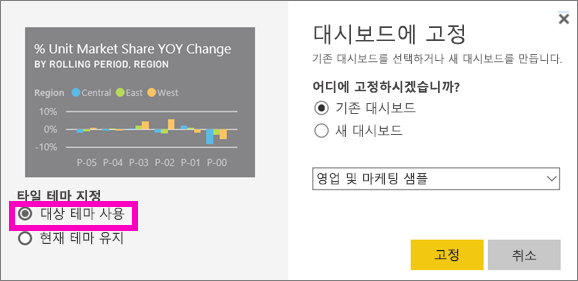 % Unit Market Share YOY Change
BY ROLLING PERIOD, REGION
Region Central East West
10%
0%
-10%
P-05 P-04 P-03 P-02 P-01 P-00
타일 테마 지정
대상 테마 사용
현재 테마 유지
대시보드에 고정
기존 대시보드를 선택하거나 새 대시보드를 만듭니다.
어디에 고정하시겠습니까?
기존 대시보드
새 대시보드
영업 및 마케팅 샘플
고정 취소